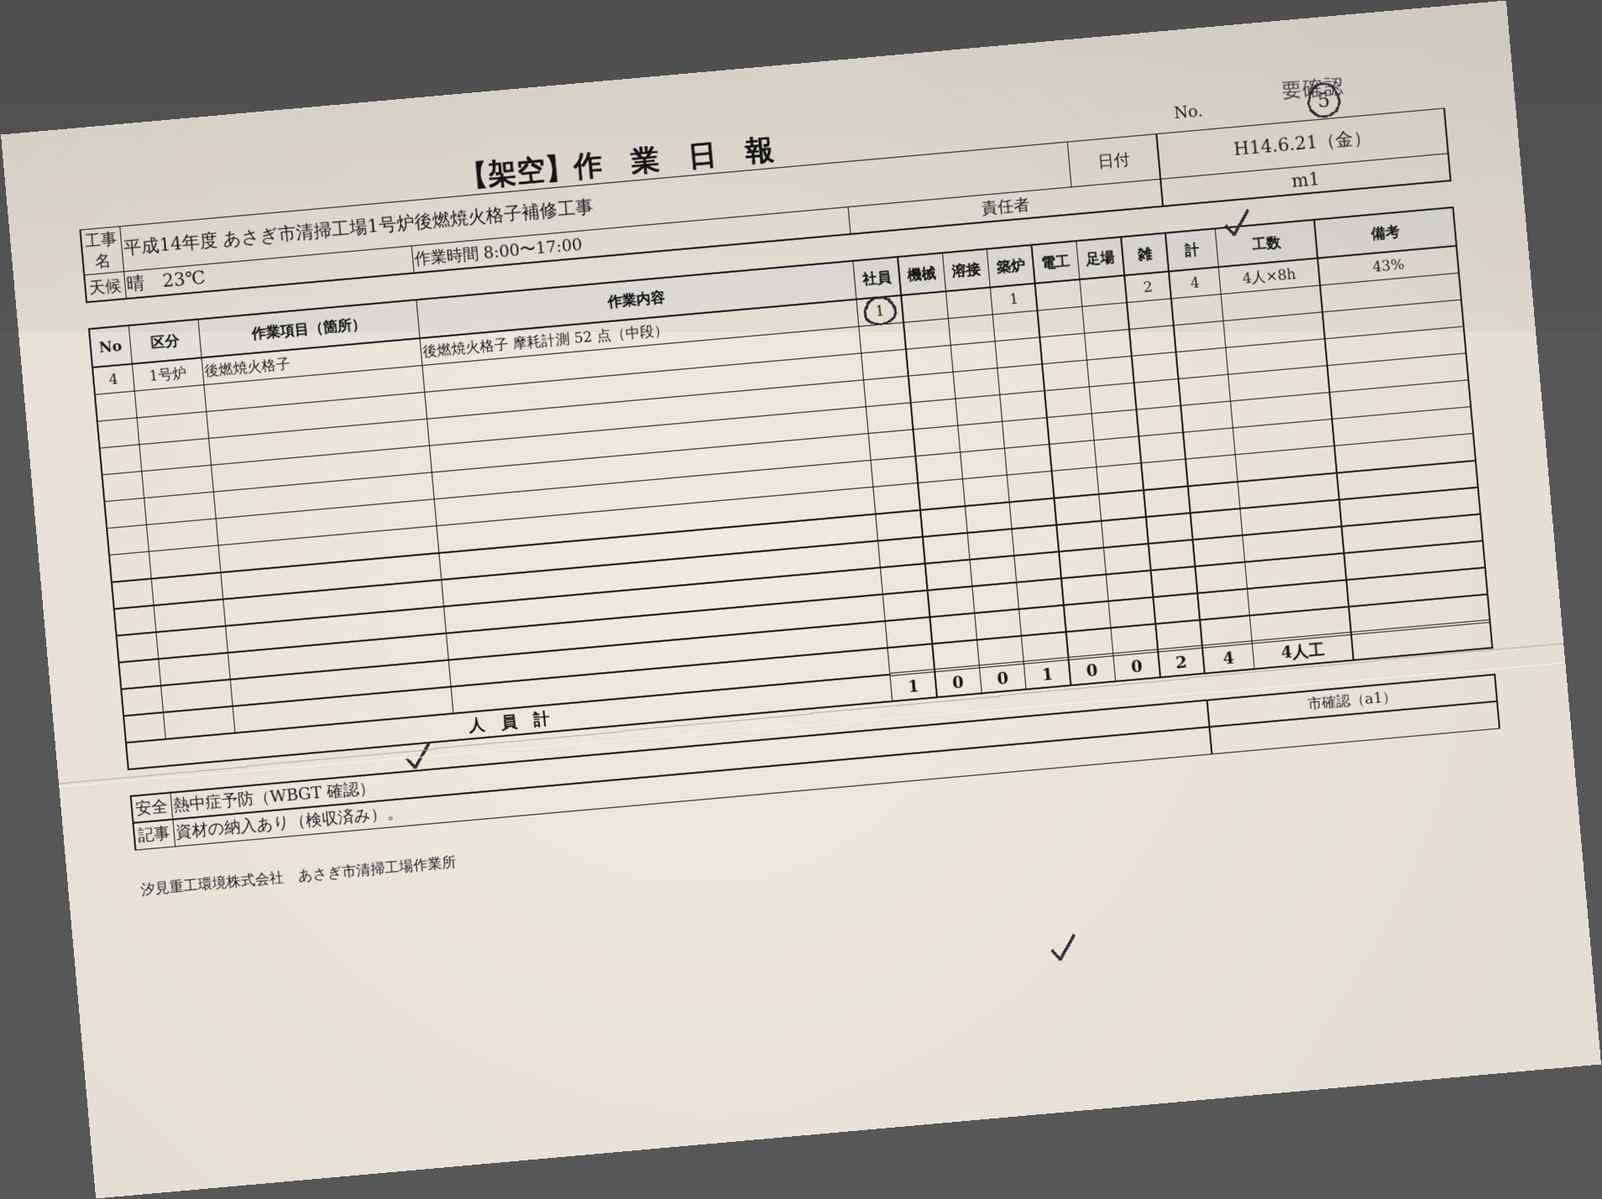 要確認
No. 5
【架空】作 業 日 報
工事名 平成14年度 あさぎ市清掃工場1号炉後燃焼火格子補修工事 日付 H14.6.21（金）
天候 晴 23℃ 作業時間 8:00〜17:00 責任者 m1
No 区分 作業項目（箇所） 作業内容 社員 機械 溶接 築炉 電工 足場 雑 計 工数 備考
4 1号炉 後燃焼火格子 後燃焼火格子 摩耗計測 52 点（中段） 1 1 2 4 4人×8h 43%
人 員 計 1 0 0 1 0 0 2 4 4人工
安全 熱中症予防（WBGT 確認） 市確認（a1）
記事 資材の納入あり（検収済み）。
汐見重工環境株式会社 あさぎ市清掃工場作業所